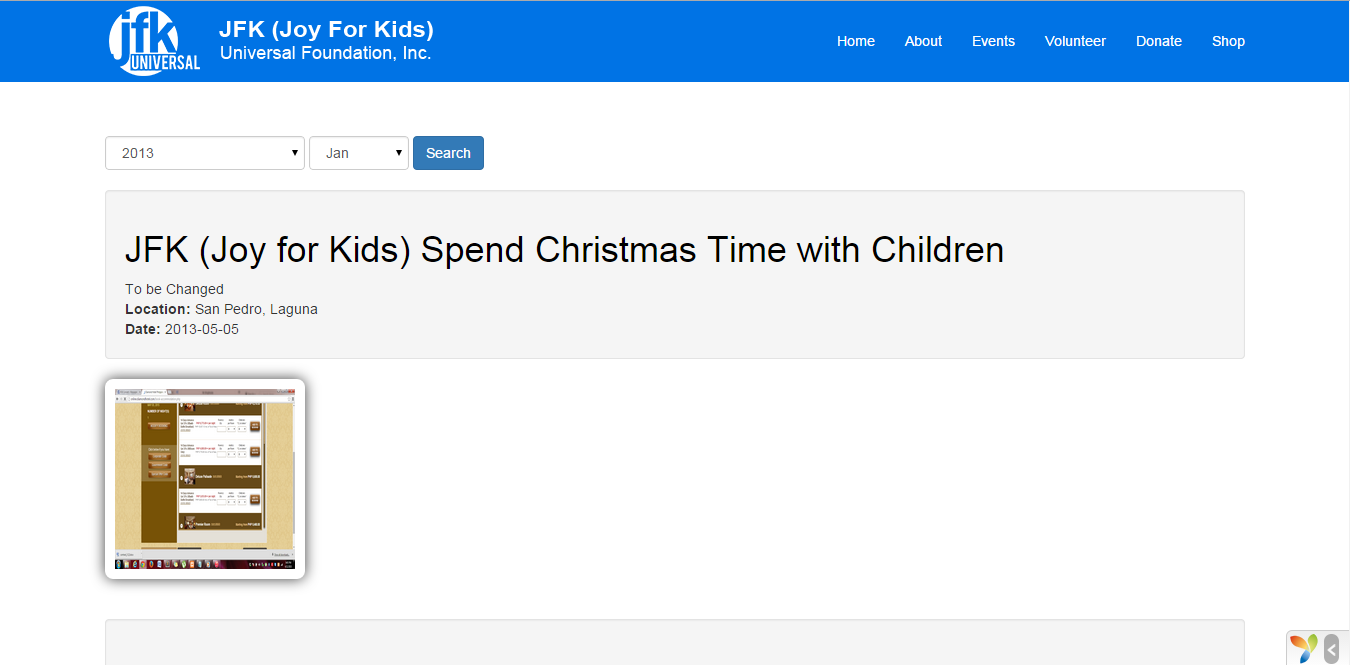 jfk
UNIVERSAL
JFK (Joy For Kids)
Universal Foundation, Inc.
Home About Events Volunteer Donate Shop
2013 Jan Search
JFK (Joy for Kids) Spend Christmas Time with Children
To be Changed
Location: San Pedro, Laguna
Date: 2013-05-05